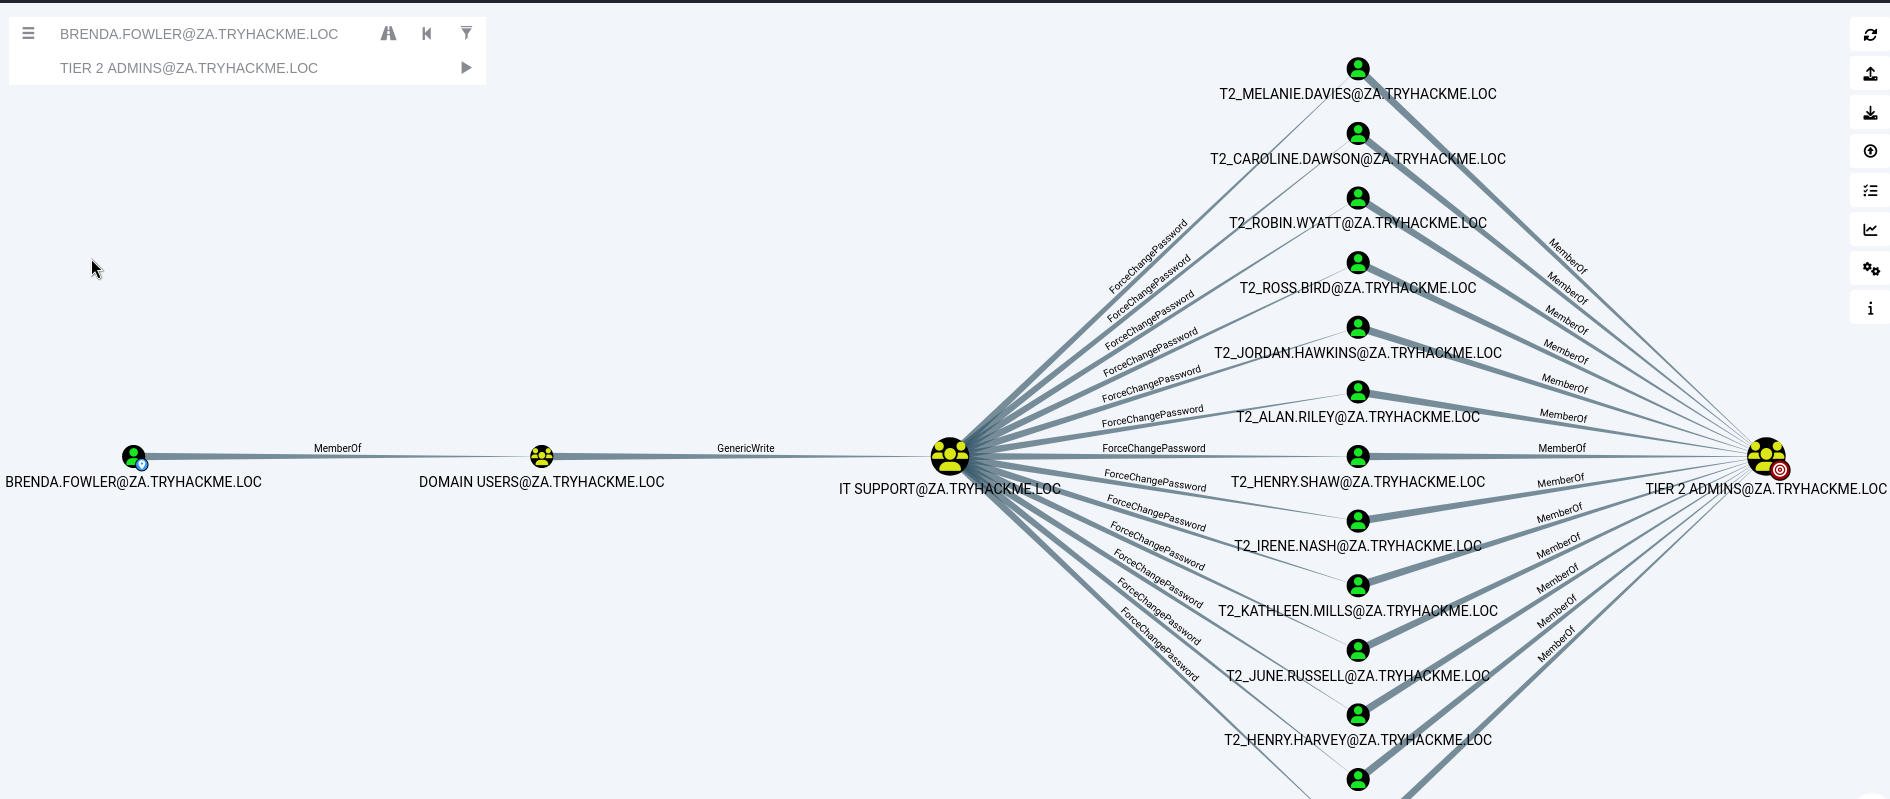 BRENDA.FOWLER@ZA.TRYHACKME.LOC
TIER 2 ADMINS@ZA.TRYHACKME.LOC
T2_MELANIE.DAVIES@ZA.TRYHACKME.LOC
T2_CAROLINE.DAWSON@ZA.TRYHACKME.LOC
T2_ROBIN.WYATT@ZA.TRYHACKME.LOC
T2_ROSS.BIRD@ZA.TRYHACKME.LOC
T2_JORDAN.HAWKINS@ZA.TRYHACKME.LOC
T2_ALAN.RILEY@ZA.TRYHACKME.LOC
T2_HENRY.SHAW@ZA.TRYHACKME.LOC
T2_IRENE.NASH@ZA.TRYHACKME.LOC
T2_KATHLEEN.MILLS@ZA.TRYHACKME.LOC
T2_JUNE.RUSSELL@ZA.TRYHACKME.LOC
T2_HENRY.HARVEY@ZA.TRYHACKME.LOC
ForceChangePassword
ForceChangePassword
ForceChangePassword
ForceChangePassword
ForceChangePassword
ForceChangePassword
ForceChangePassword
ForceChangePassword
ForceChangePassword
ForceChangePassword
ForceChangePassword
ForceChangePassword
ForceChangePassword
MemberOf
MemberOf
MemberOf
MemberOf
MemberOf
MemberOf
MemberOf
MemberOf
MemberOf
MemberOf
MemberOf
MemberOf
MemberOf
MemberOf
GenericWrite
BRENDA.FOWLER@ZA.TRYHACKME.LOC
DOMAIN USERS@ZA.TRYHACKME.LOC
IT SUPPORT@ZA.TRYHACKME.LOC
TIER 2 ADMINS@ZA.TRYHACKME.LOC